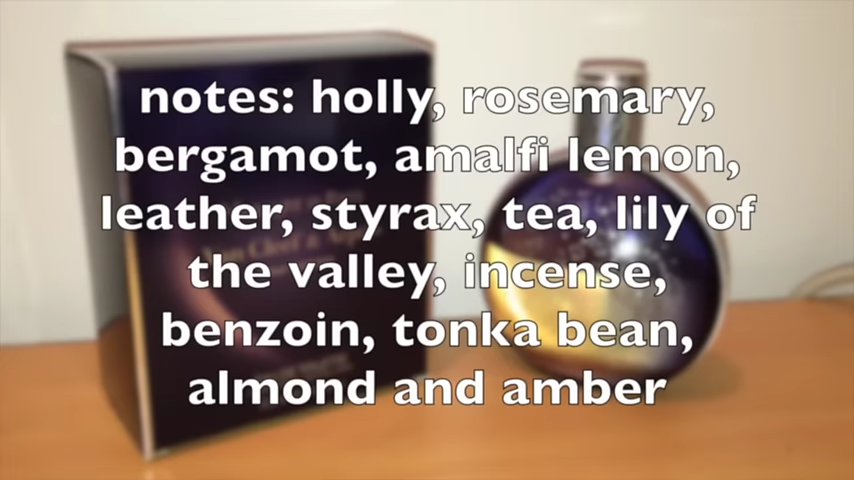 notes: holly, rosemary,
bergamot, amalfi lemon,
leather, styrax, tea, lily of
the valley, incense,
benzoin, tonka bean,
almond and amber